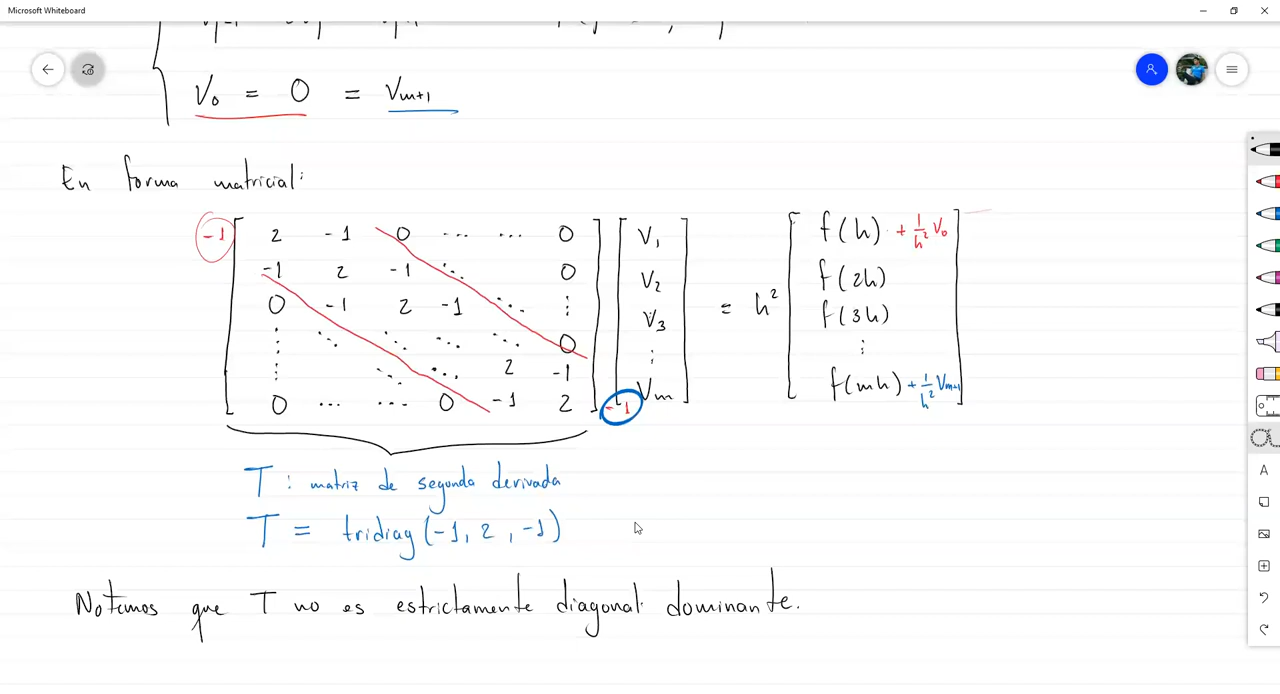 Microsoft Whiteboard
V₀ = 0 = Vₘ₊₁
En forma matricial:
-1 [ 2 -1 0 ... ... 0 ] [ V₁ ] = h² [ f(h) + 1/h² V₀ ]
[ -1 2 -1 ⋱ 0 ] [ V₂ ] [ f(2h) ]
[ 0 -1 2 -1 ⋱ ⋮ ] [ V₃ ] [ f(3h) ]
[ ⋮ ⋱ ⋱ ⋱ ⋱ 0 ] [ ⋮ ] [ ⋮ ]
[ ⋮ ⋱ ⋱ 2 -1 ]
[ 0 ... ... 0 -1 2 ] -1 [ Vₘ ] [ f(mh) + 1/h² Vₘ₊₁ ]
T : matriz de segunda derivada
T = tridiag(-1, 2, -1)
Notemos que T no es estrictamente diagonal dominante.